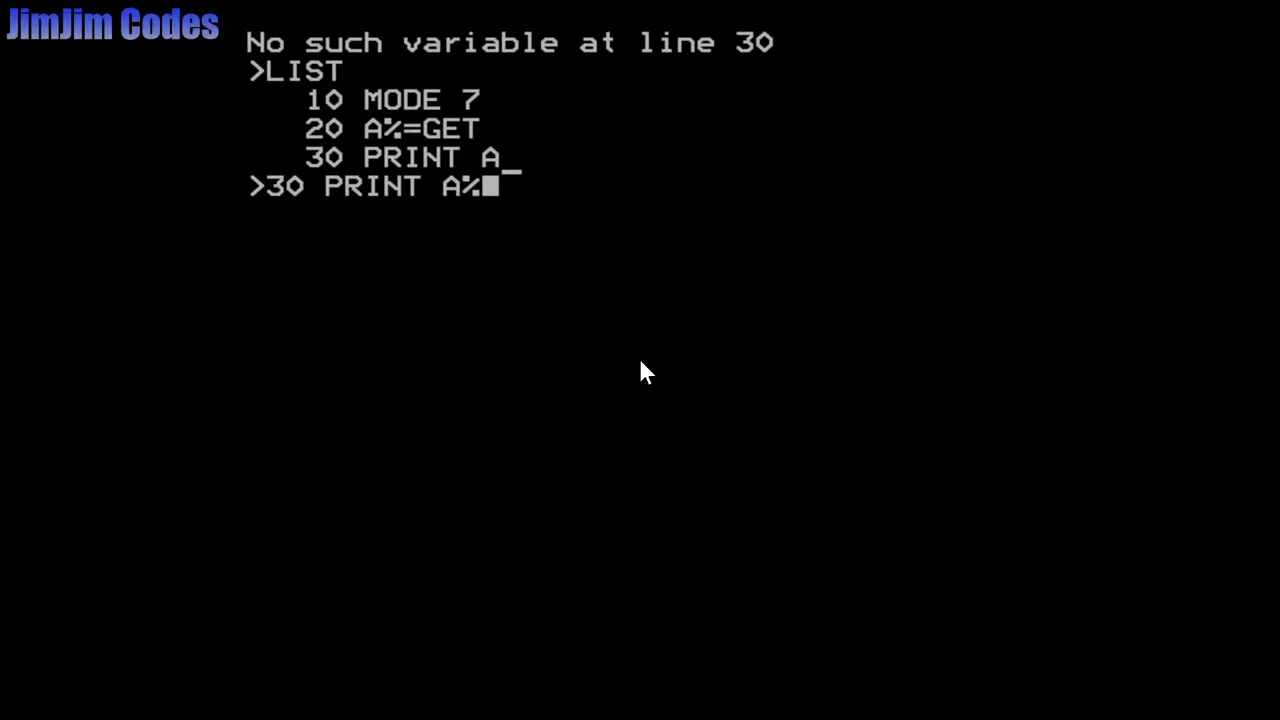 JimJim Codes
No such variable at line 30
>LIST
10 MODE 7
20 A%=GET
30 PRINT A_
>30 PRINT A%